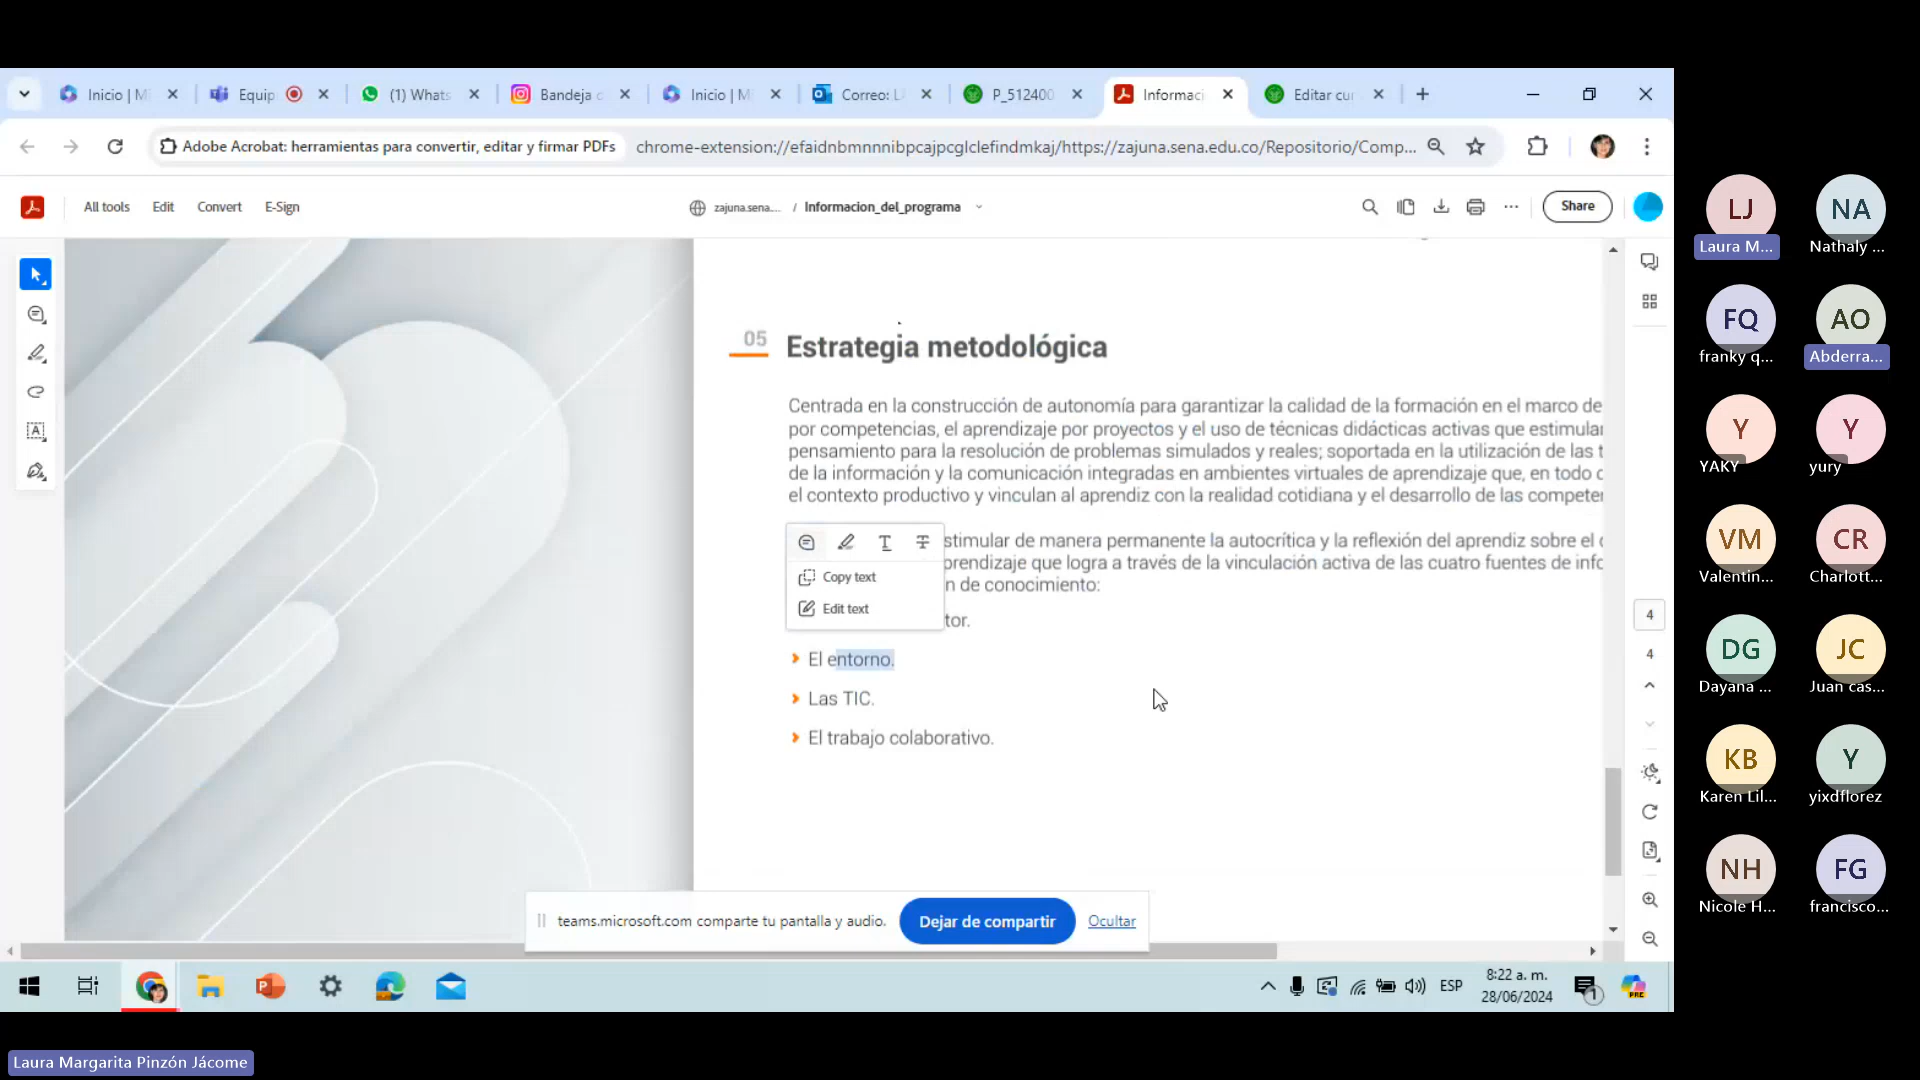 Inicio | M
Equip
(1) Whats
Bandeja d
Inicio | M
Correo: L
P_512400
Informaci
Editar cur
Adobe Acrobat: herramientas para convertir, editar y firmar PDFs
chrome-extension://efaidnbmnnnibpcajpcglclefindmkaj/https://zajuna.sena.edu.co/Repositorio/Comp...
All tools
Edit
Convert
E-Sign
zajuna.sena.... / Informacion_del_programa
Share
05
Estrategia metodológica
Centrada en la construcción de autonomía para garantizar la calidad de la formación en el marco de
por competencias, el aprendizaje por proyectos y el uso de técnicas didácticas activas que estimular
pensamiento para la resolución de problemas simulados y reales; soportada en la utilización de las t
de la información y la comunicación integradas en ambientes virtuales de aprendizaje que, en todo c
el contexto productivo y vinculan al aprendiz con la realidad cotidiana y el desarrollo de las competen
stimular de manera permanente la autocrítica y la reflexión del aprendiz sobre el
prendizaje que logra a través de la vinculación activa de las cuatro fuentes de info
n de conocimiento:
Copy text
Edit text
tor.
El entorno.
Las TIC.
El trabajo colaborativo.
4
4
teams.microsoft.com comparte tu pantalla y audio.
Dejar de compartir
Ocultar
ESP
8:22 a. m.
28/06/2024
1
PRE
LJ
Laura M...
NA
Nathaly ...
FQ
franky q...
AO
Abderra...
Y
YAKY
Y
yury
VM
Valentin...
CR
Charlott...
DG
Dayana ...
JC
Juan cas...
KB
Karen Lil...
Y
yixdflorez
NH
Nicole H...
FG
francisco...
Laura Margarita Pinzón Jácome